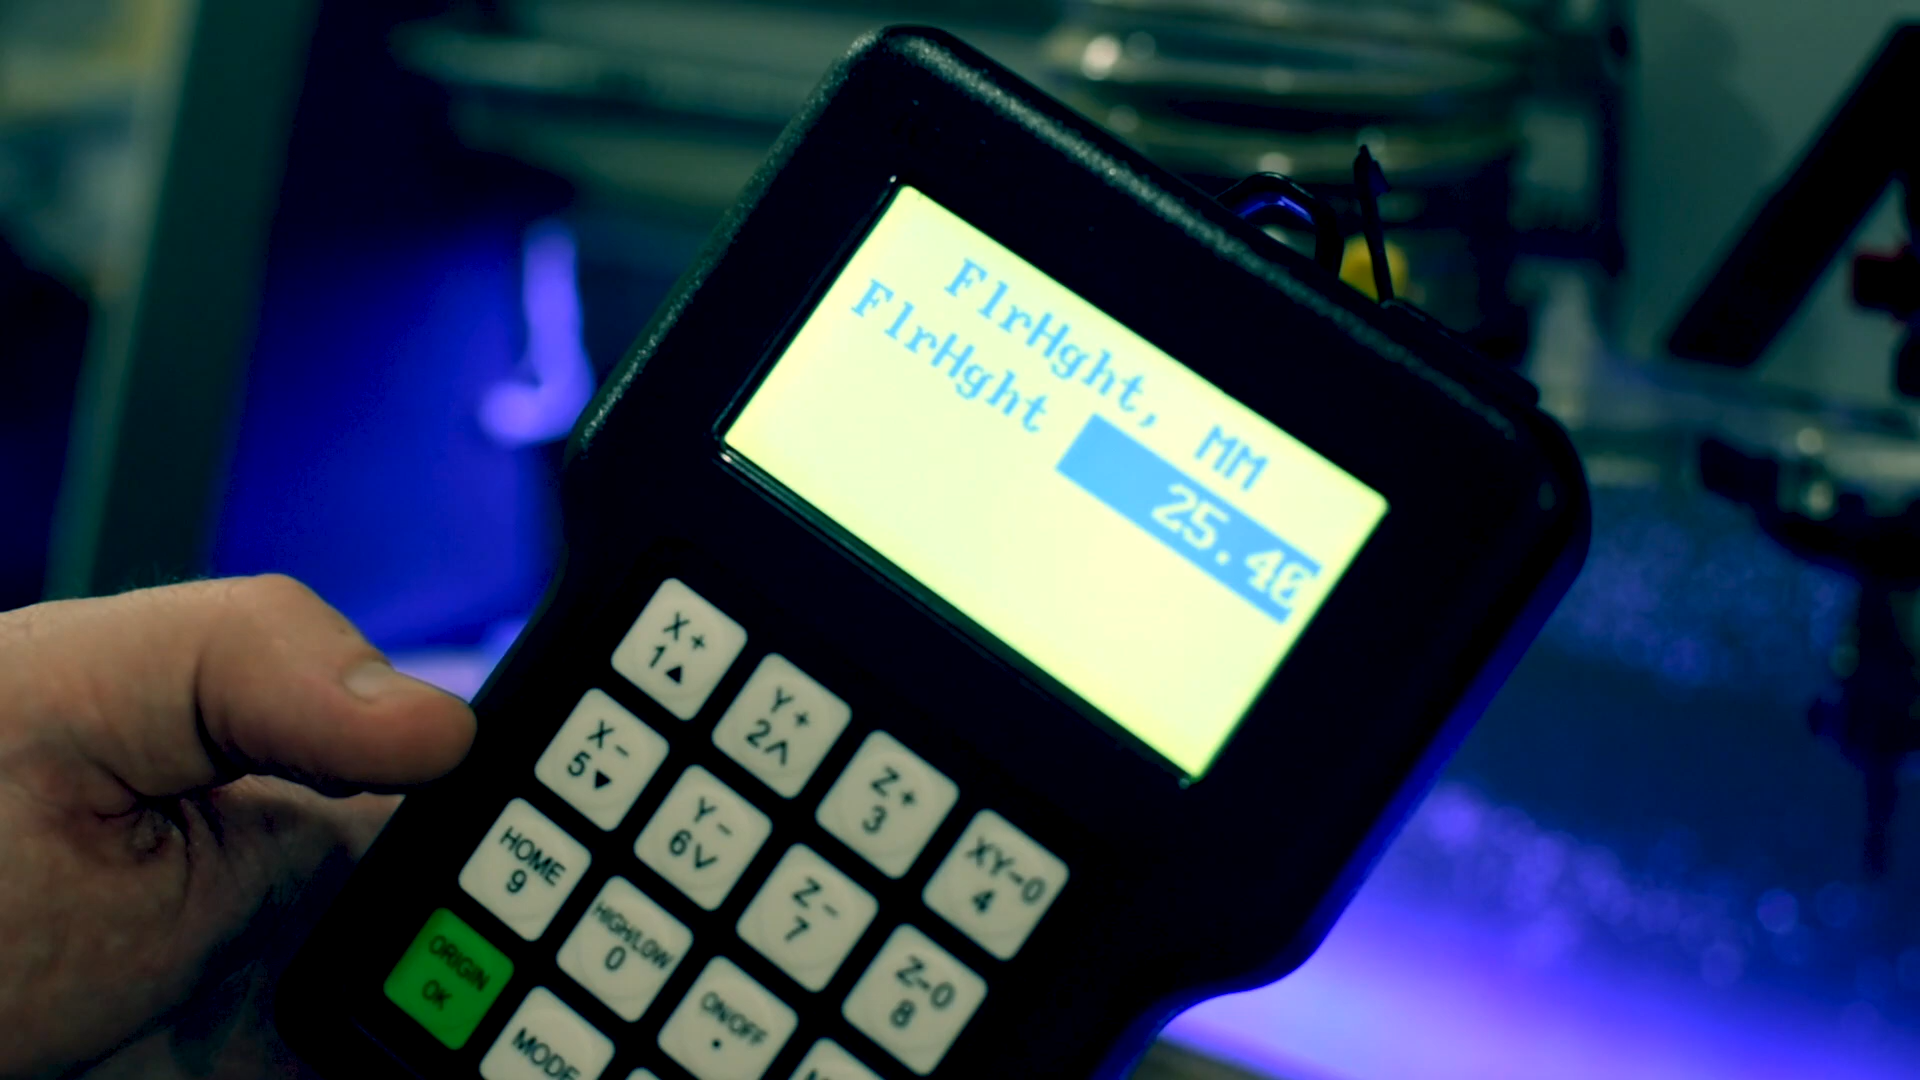 FlrHght, MM
FlrHght 25.40
X+
1▲
Y+
2∧
Z+
3
XY-0
4
X-
5▼
Y-
6∨
Z-
7
Z-0
8
HOME
9
HIGH/LOW
0
ON/OFF
•
ORIGIN
OK
MODE